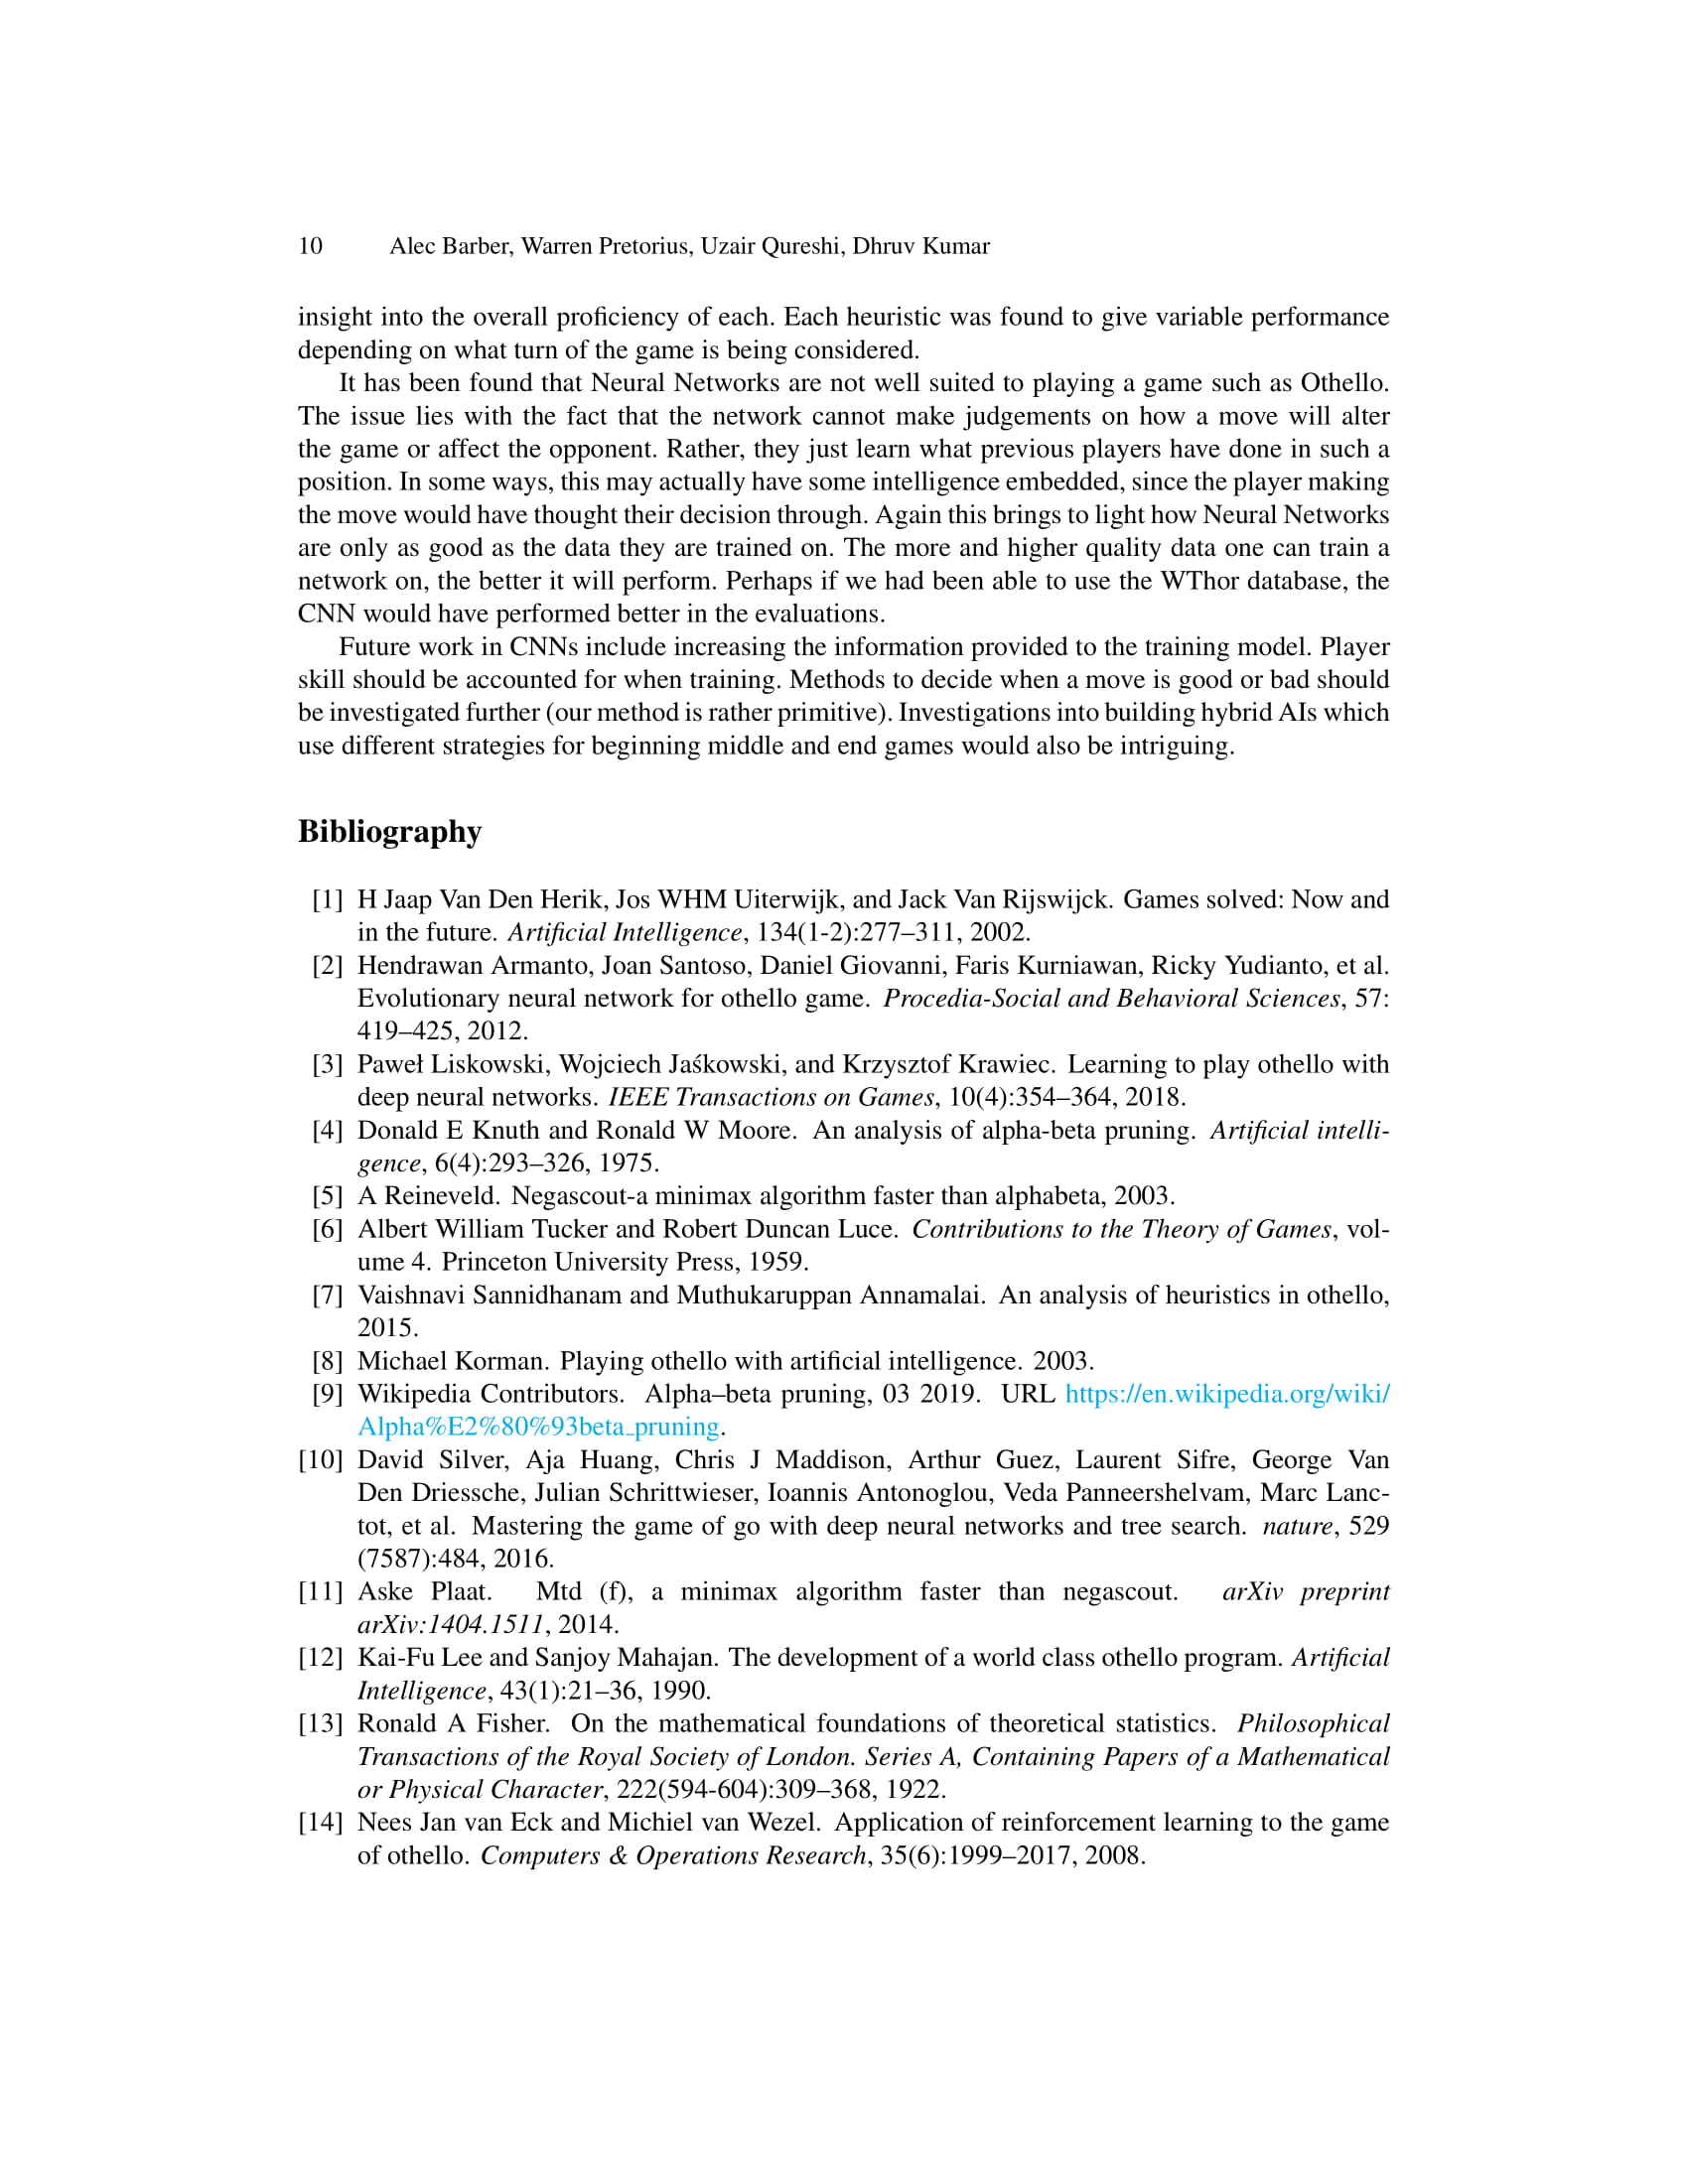 10 Alec Barber, Warren Pretorius, Uzair Qureshi, Dhruv Kumar
insight into the overall proficiency of each. Each heuristic was found to give variable performance
depending on what turn of the game is being considered.
It has been found that Neural Networks are not well suited to playing a game such as Othello.
The issue lies with the fact that the network cannot make judgements on how a move will alter
the game or affect the opponent. Rather, they just learn what previous players have done in such a
position. In some ways, this may actually have some intelligence embedded, since the player making
the move would have thought their decision through. Again this brings to light how Neural Networks
are only as good as the data they are trained on. The more and higher quality data one can train a
network on, the better it will perform. Perhaps if we had been able to use the WThor database, the
CNN would have performed better in the evaluations.
Future work in CNNs include increasing the information provided to the training model. Player
skill should be accounted for when training. Methods to decide when a move is good or bad should
be investigated further (our method is rather primitive). Investigations into building hybrid AIs which
use different strategies for beginning middle and end games would also be intriguing.
Bibliography
[1] H Jaap Van Den Herik, Jos WHM Uiterwijk, and Jack Van Rijswijck. Games solved: Now and
in the future. Artificial Intelligence, 134(1-2):277–311, 2002.
[2] Hendrawan Armanto, Joan Santoso, Daniel Giovanni, Faris Kurniawan, Ricky Yudianto, et al.
Evolutionary neural network for othello game. Procedia-Social and Behavioral Sciences, 57:
419–425, 2012.
[3] Paweł Liskowski, Wojciech Jaśkowski, and Krzysztof Krawiec. Learning to play othello with
deep neural networks. IEEE Transactions on Games, 10(4):354–364, 2018.
[4] Donald E Knuth and Ronald W Moore. An analysis of alpha-beta pruning. Artificial intelli-
gence, 6(4):293–326, 1975.
[5] A Reineveld. Negascout-a minimax algorithm faster than alphabeta, 2003.
[6] Albert William Tucker and Robert Duncan Luce. Contributions to the Theory of Games, vol-
ume 4. Princeton University Press, 1959.
[7] Vaishnavi Sannidhanam and Muthukaruppan Annamalai. An analysis of heuristics in othello,
2015.
[8] Michael Korman. Playing othello with artificial intelligence. 2003.
[9] Wikipedia Contributors. Alpha–beta pruning, 03 2019. URL https://en.wikipedia.org/wiki/
Alpha%E2%80%93beta_pruning.
[10] David Silver, Aja Huang, Chris J Maddison, Arthur Guez, Laurent Sifre, George Van
Den Driessche, Julian Schrittwieser, Ioannis Antonoglou, Veda Panneershelvam, Marc Lanc-
tot, et al. Mastering the game of go with deep neural networks and tree search. nature, 529
(7587):484, 2016.
[11] Aske Plaat. Mtd (f), a minimax algorithm faster than negascout. arXiv preprint
arXiv:1404.1511, 2014.
[12] Kai-Fu Lee and Sanjoy Mahajan. The development of a world class othello program. Artificial
Intelligence, 43(1):21–36, 1990.
[13] Ronald A Fisher. On the mathematical foundations of theoretical statistics. Philosophical
Transactions of the Royal Society of London. Series A, Containing Papers of a Mathematical
or Physical Character, 222(594-604):309–368, 1922.
[14] Nees Jan van Eck and Michiel van Wezel. Application of reinforcement learning to the game
of othello. Computers & Operations Research, 35(6):1999–2017, 2008.